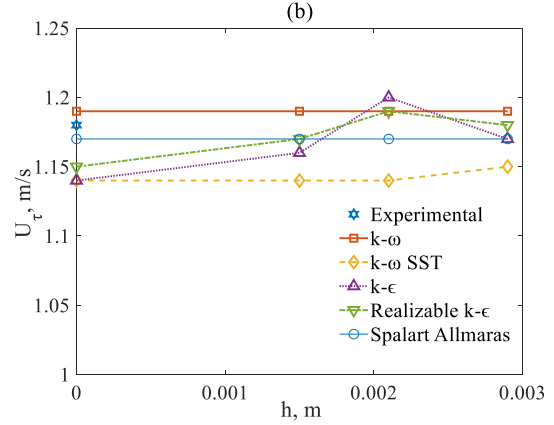 (b)
1.25
1.2
1.15
1.1
1.05
1
U_τ, m/s
Experimental
k-ω
k-ω SST
k-ϵ
Realizable k-ϵ
Spalart Allmaras
0
0.001
0.002
0.003
h, m